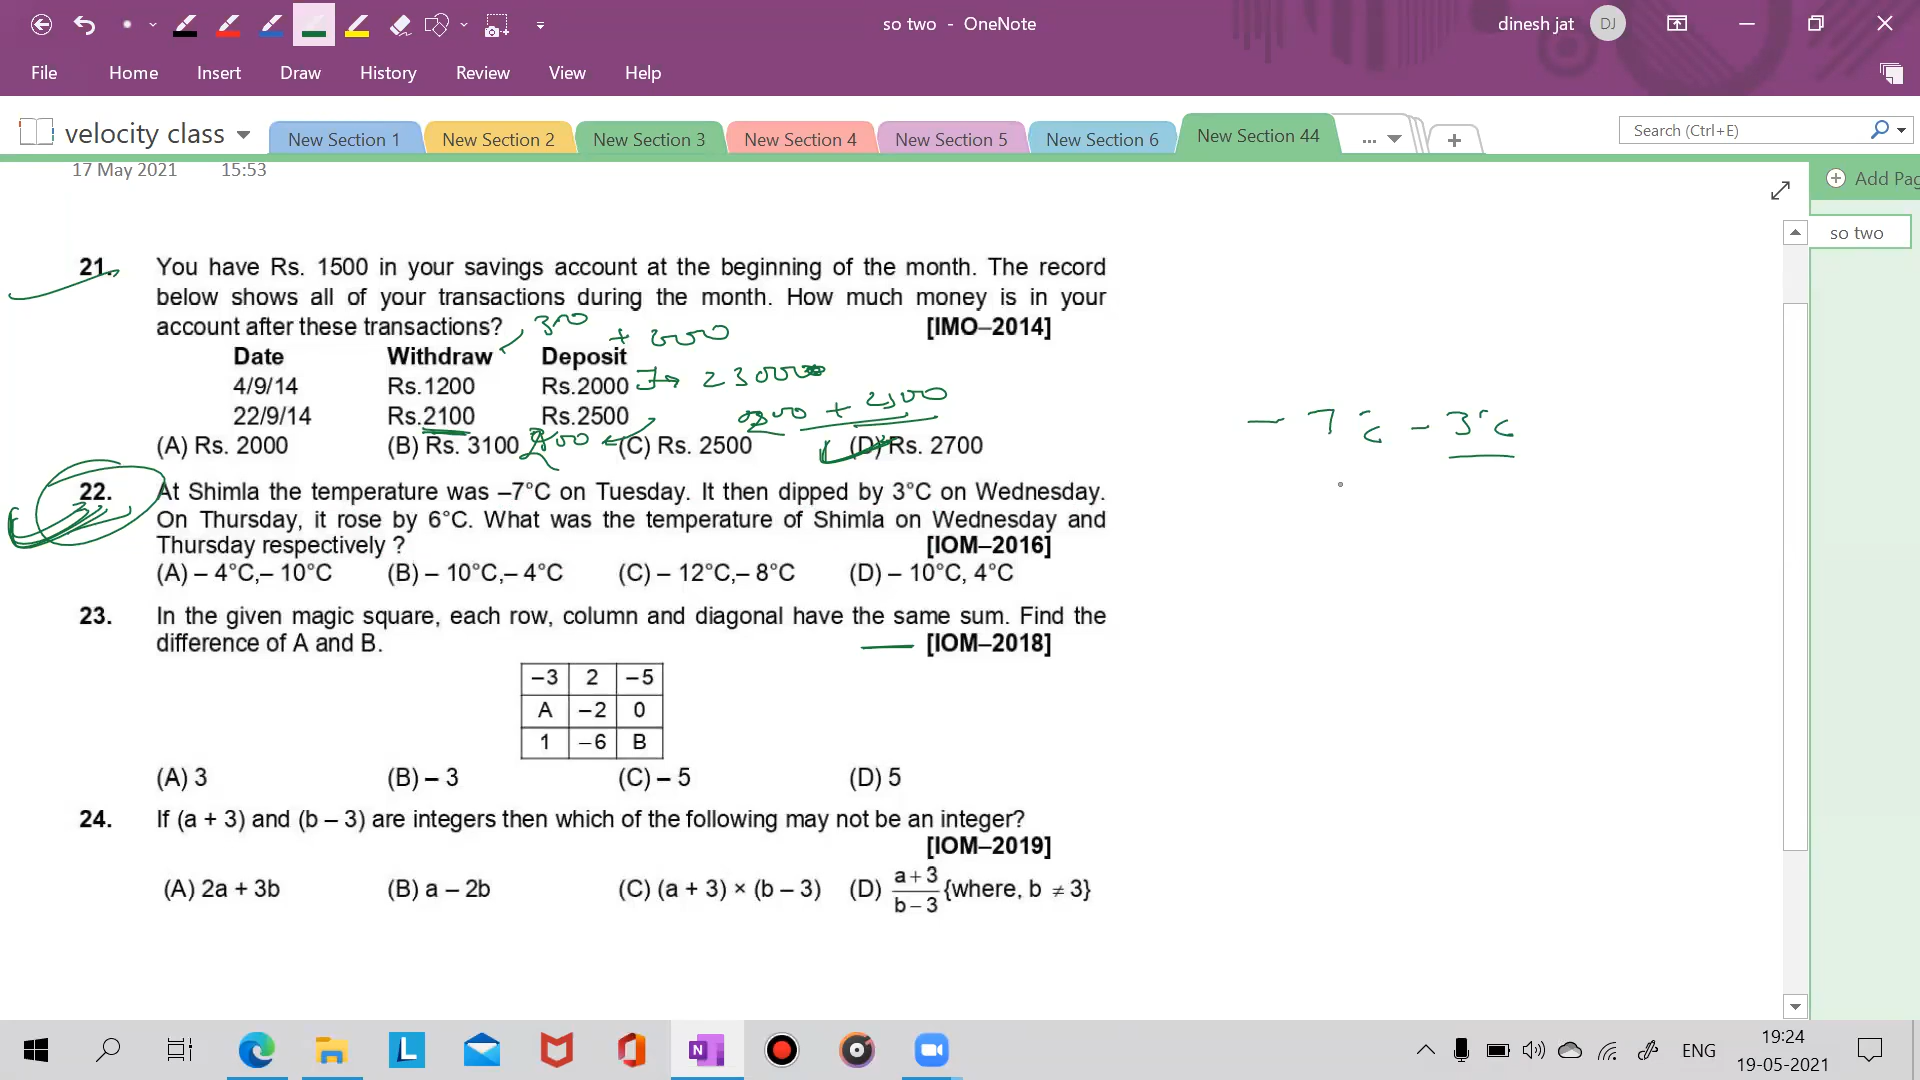 so two - OneNote
dinesh jat
DJ
File Home Insert Draw History Review View Help
velocity class
New Section 1 New Section 2 New Section 3 New Section 4 New Section 5 New Section 6 New Section 44 ...
Search (Ctrl+E)
17 May 2021 15:53
Add Pag
so two
21. You have Rs. 1500 in your savings account at the beginning of the month. The record
below shows all of your transactions during the month. How much money is in your
account after these transactions? [IMO–2014]
300
Date Withdraw Deposit
4/9/14 Rs.1200 Rs.2000
22/9/14 Rs.2100 Rs.2500
(A) Rs. 2000 (B) Rs. 3100 (C) Rs. 2500 (D) Rs. 2700
- 7°C - 3°C
22. At Shimla the temperature was –7°C on Tuesday. It then dipped by 3°C on Wednesday.
On Thursday, it rose by 6°C. What was the temperature of Shimla on Wednesday and
Thursday respectively ? [IOM–2016]
(A) – 4°C,– 10°C (B) – 10°C,– 4°C (C) – 12°C,– 8°C (D) – 10°C, 4°C
23. In the given magic square, each row, column and diagonal have the same sum. Find the
difference of A and B. [IOM–2018]
–3 2 –5
A –2 0
1 –6 B
(A) 3 (B) – 3 (C) – 5 (D) 5
24. If (a + 3) and (b – 3) are integers then which of the following may not be an integer?
[IOM–2019]
(A) 2a + 3b (B) a – 2b (C) (a + 3) × (b – 3) (D) a+3 / b–3 {where, b ≠ 3}
L
N
ENG
19:24
19-05-2021